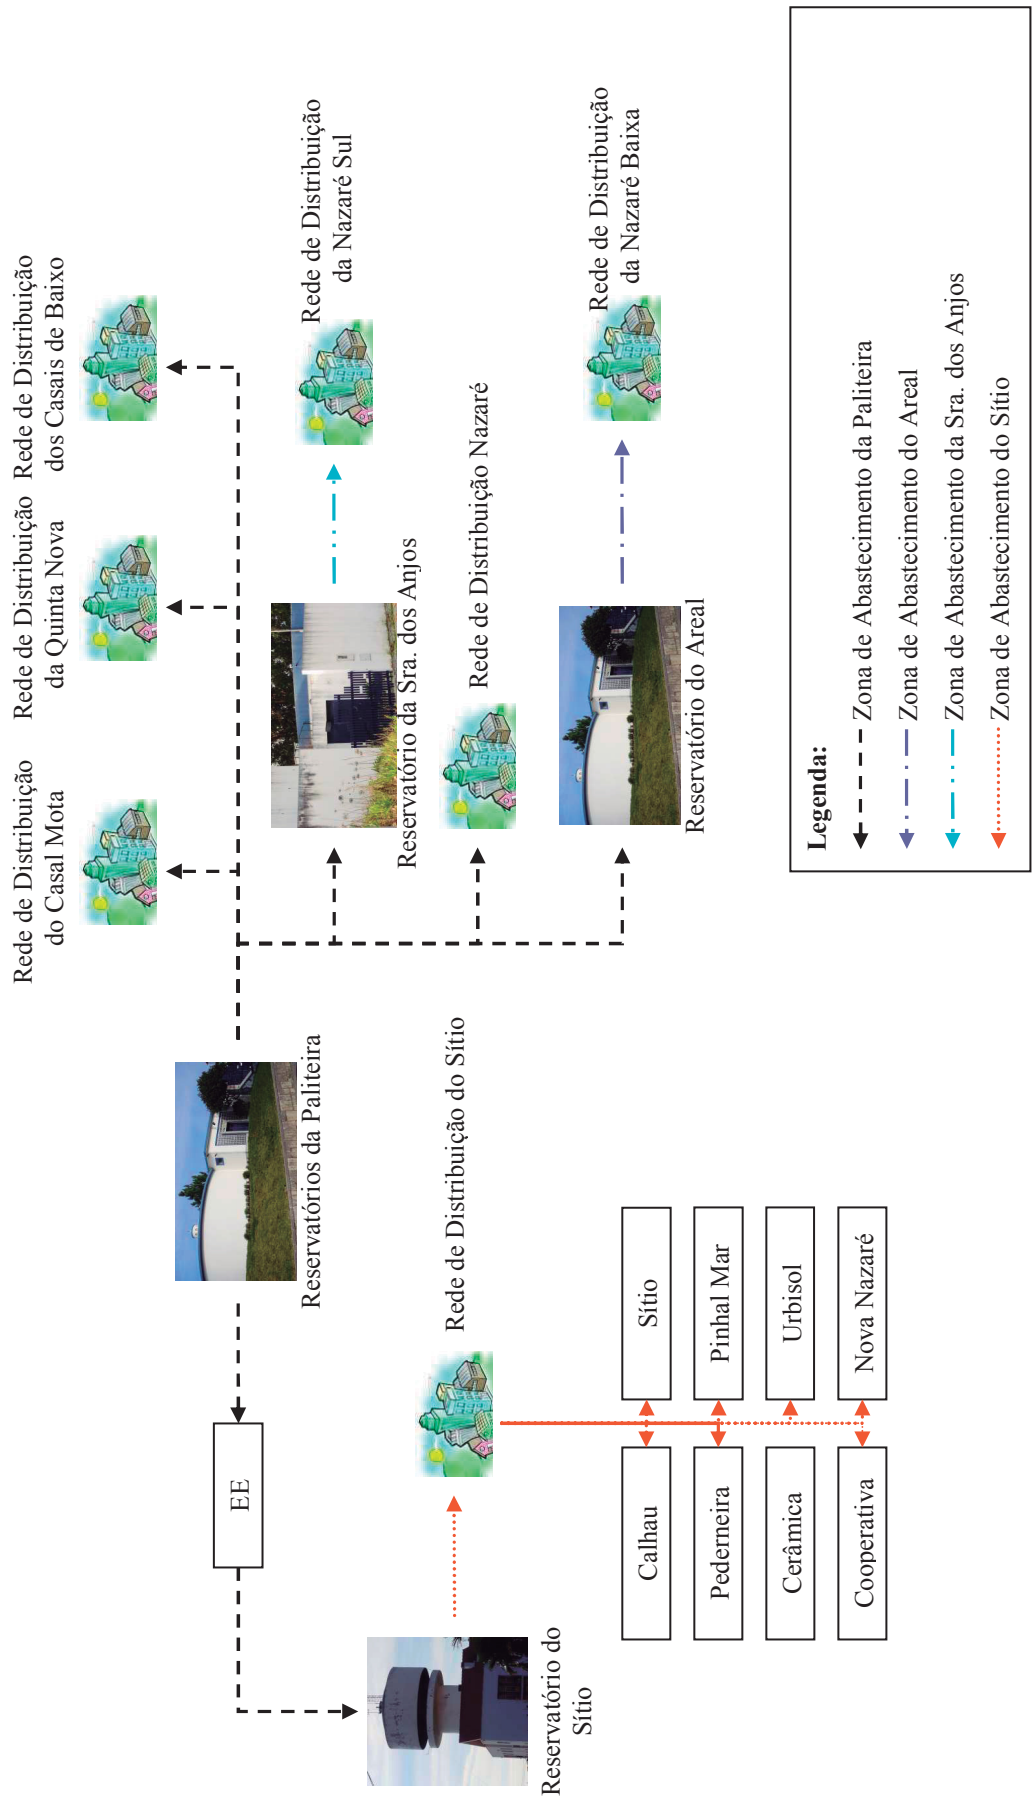 Rede de Distribuição
do Casal Mota
Rede de Distribuição
da Quinta Nova
Rede de Distribuição
dos Casais de Baixo
EE
Reservatórios da Paliteira
Rede de Distribuição
da Nazaré Sul
Reservatório da Sra. dos Anjos
Rede de Distribuição do Sítio
Rede de Distribuição Nazaré
Reservatório do
Sítio
Rede de Distribuição
da Nazaré Baixa
Reservatório do Areal
Calhau
Sítio
Pederneira
Pinhal Mar
Cerâmica
Urbisol
Cooperativa
Nova Nazaré
Legenda:
Zona de Abastecimento da Paliteira
Zona de Abastecimento do Areal
Zona de Abastecimento da Sra. dos Anjos
Zona de Abastecimento do Sítio